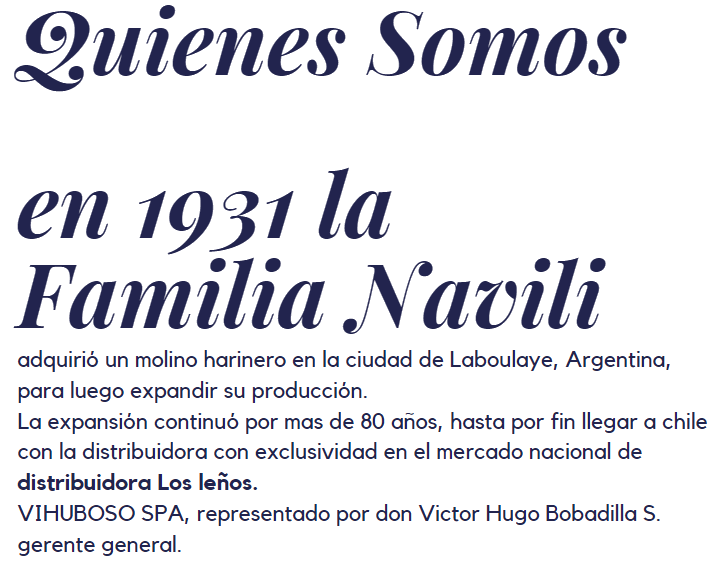 Quienes Somos
en 1931 la
Familia Navili
adquirió un molino harinero en la ciudad de Laboulaye, Argentina,
para luego expandir su producción.
La expansión continuó por mas de 80 años, hasta por fin llegar a chile
con la distribuidora con exclusividad en el mercado nacional de
distribuidora Los leños.
VIHUBOSO SPA, representado por don Victor Hugo Bobadilla S.
gerente general.